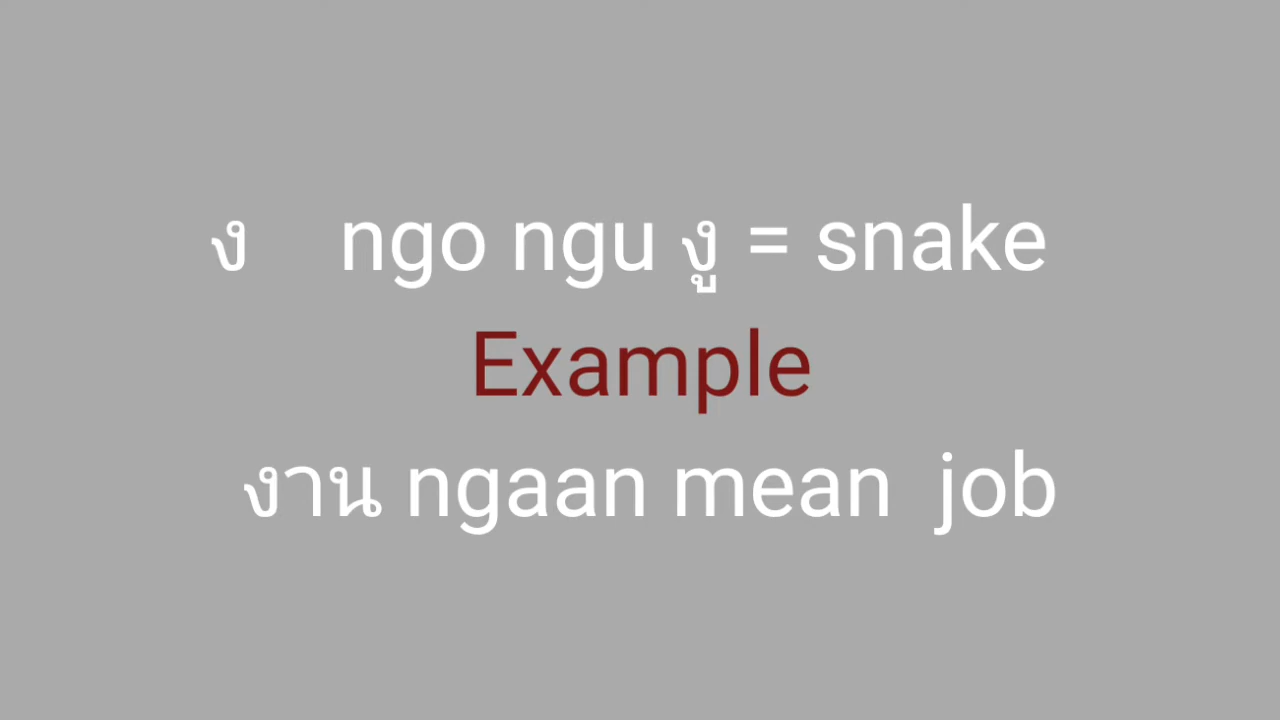 ง ngo ngu งู = snake
Example
งาน ngaan mean job